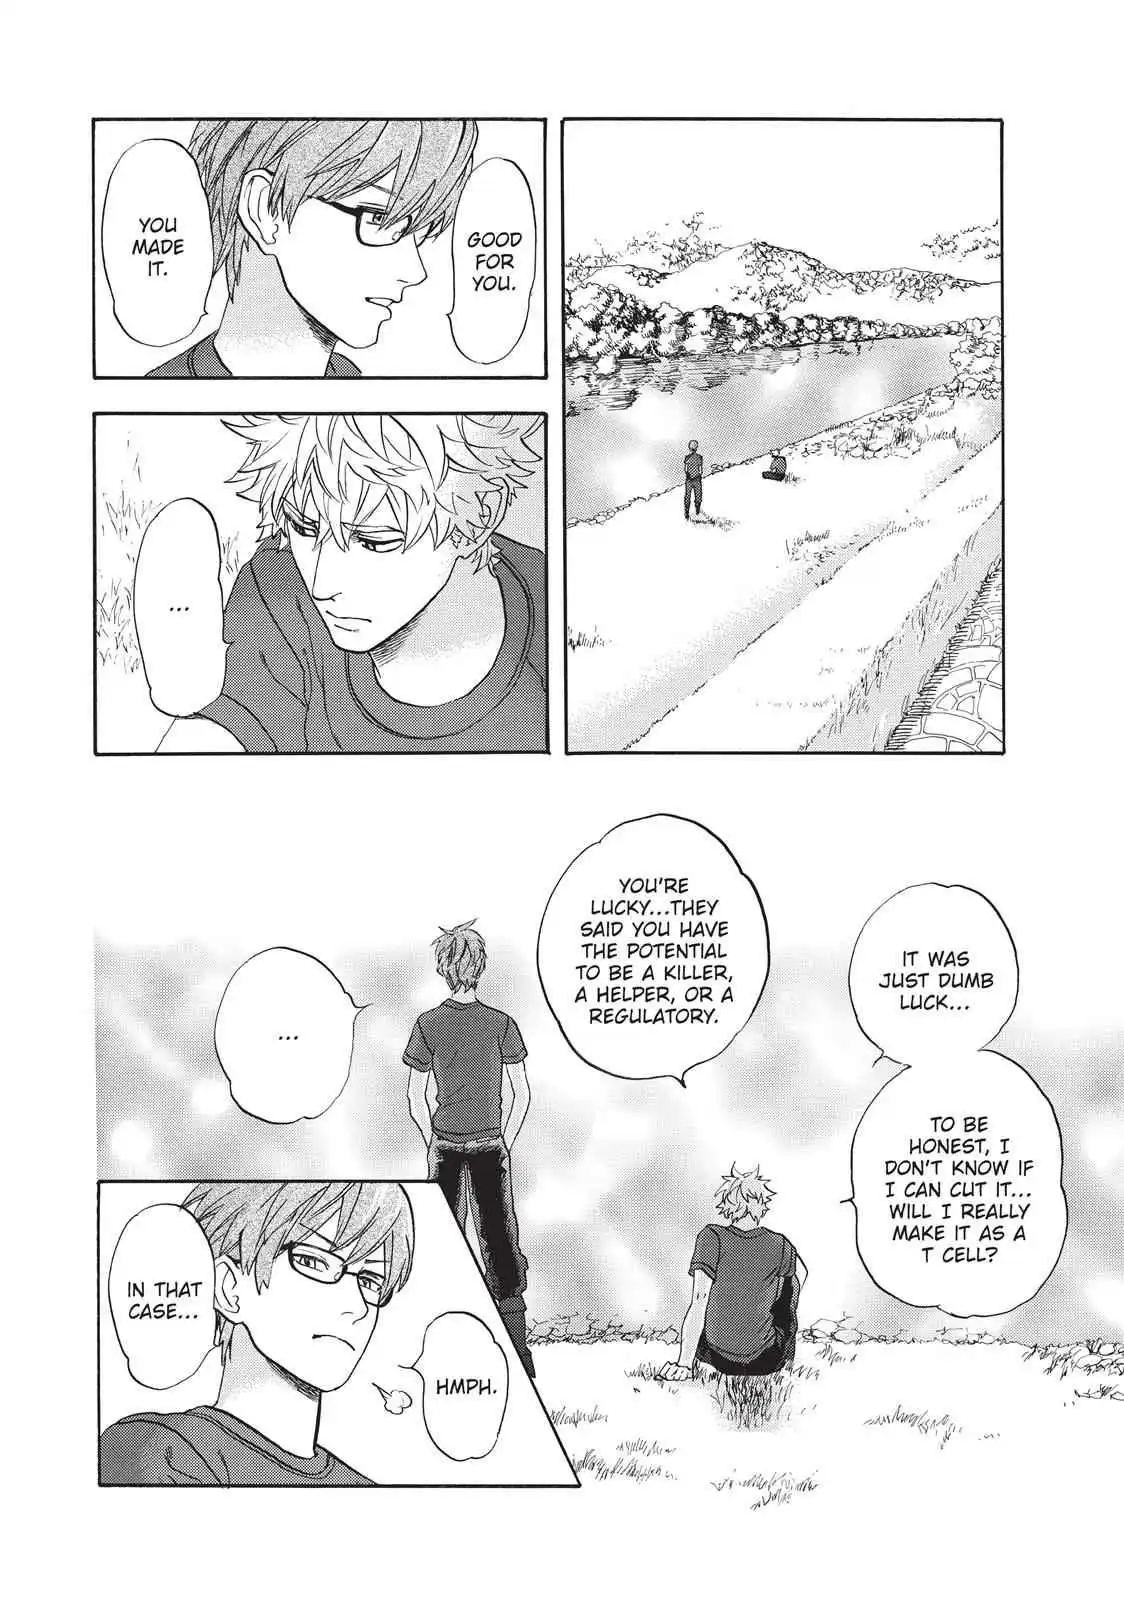 GOOD
FOR
YOU.
YOU
MADE
IT.
...
IT WAS
JUST DUMB
LUCK...
TO BE
HONEST, I
DON'T KNOW IF
I CAN CUT IT...
WILL I REALLY
MAKE IT AS A
T CELL?
YOU'RE
LUCKY...THEY
SAID YOU HAVE
THE POTENTIAL
TO BE A KILLER,
A HELPER, OR A
REGULATORY.
...
HMPH.
IN THAT
CASE...